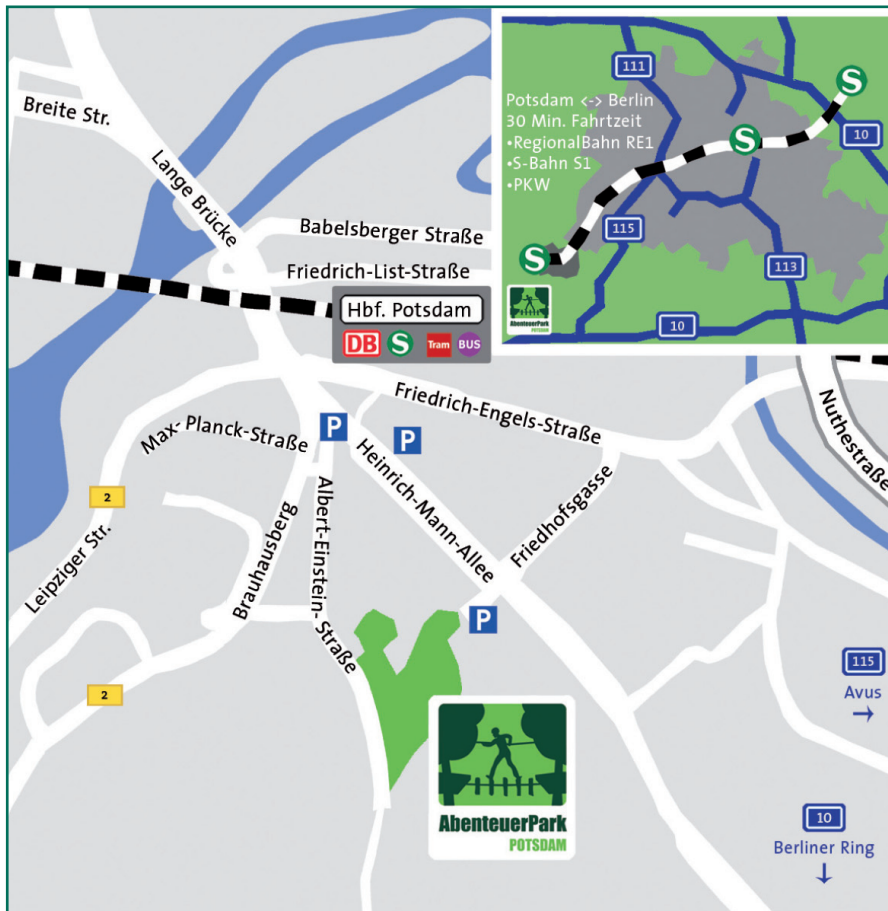 Breite Str.
Lange Brücke
Babelsberger Straße
Friedrich-List-Straße
Hbf. Potsdam
DB
S
Tram
BUS
Potsdam <-> Berlin
30 Min. Fahrtzeit
•RegionalBahn RE1
•S-Bahn S1
•PKW
111
S
10
S
115
S
113
10
AbenteuerPark
POTSDAM
Max-Planck-Straße
P
P
Friedrich-Engels-Straße
Nuthestraße
Heinrich-Mann-Allee
Albert-Einstein-Straße
Friedhofsgasse
2
Leipziger Str.
Brauhausberg
P
2
115
Avus
→
AbenteuerPark
POTSDAM
10
Berliner Ring
↓